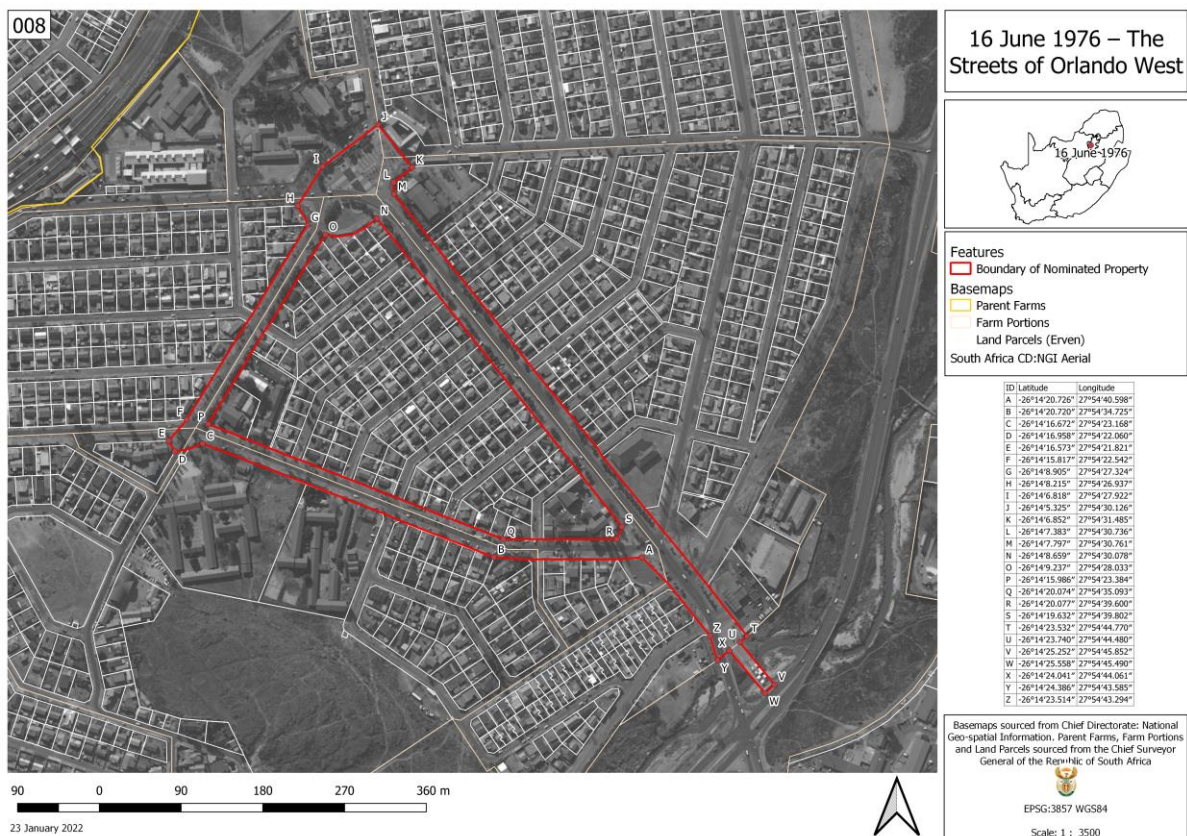 008
J
I
K
L
M
H
N
G
O
F
P
E
C
D
S
Q
R
B
A
Z
U
T
X
Y
V
W
90 0 90 180 270 360 m
23 January 2022
16 June 1976 – The
Streets of Orlando West
16 June 1976
Features
Boundary of Nominated Property
Basemaps
Parent Farms
Farm Portions
Land Parcels (Erven)
South Africa CD:NGI Aerial
ID Latitude Longitude
A -26°14'20.726" 27°54'40.598"
B -26°14'20.720" 27°54'34.725"
C -26°14'16.672" 27°54'23.168"
D -26°14'16.958" 27°54'22.060"
E -26°14'16.573" 27°54'21.821"
F -26°14'15.817" 27°54'22.542"
G -26°14'8.905" 27°54'27.324"
H -26°14'8.215" 27°54'26.937"
I -26°14'6.818" 27°54'27.922"
J -26°14'5.325" 27°54'30.126"
K -26°14'6.852" 27°54'31.485"
L -26°14'7.383" 27°54'30.736"
M -26°14'7.797" 27°54'30.761"
N -26°14'8.659" 27°54'30.078"
O -26°14'9.237" 27°54'28.033"
P -26°14'15.986" 27°54'23.384"
Q -26°14'20.074" 27°54'35.093"
R -26°14'20.077" 27°54'39.600"
S -26°14'19.632" 27°54'39.802"
T -26°14'23.532" 27°54'44.770"
U -26°14'23.740" 27°54'44.480"
V -26°14'25.252" 27°54'45.852"
W -26°14'25.558" 27°54'45.490"
X -26°14'24.041" 27°54'44.061"
Y -26°14'24.386" 27°54'43.585"
Z -26°14'23.514" 27°54'43.294"
Basemaps sourced from Chief Directorate: National
Geo-spatial Information. Parent Farms, Farm Portions
and Land Parcels sourced from the Chief Surveyor
General of the Republic of South Africa
EPSG:3857 WGS84
Scale: 1 : 3500